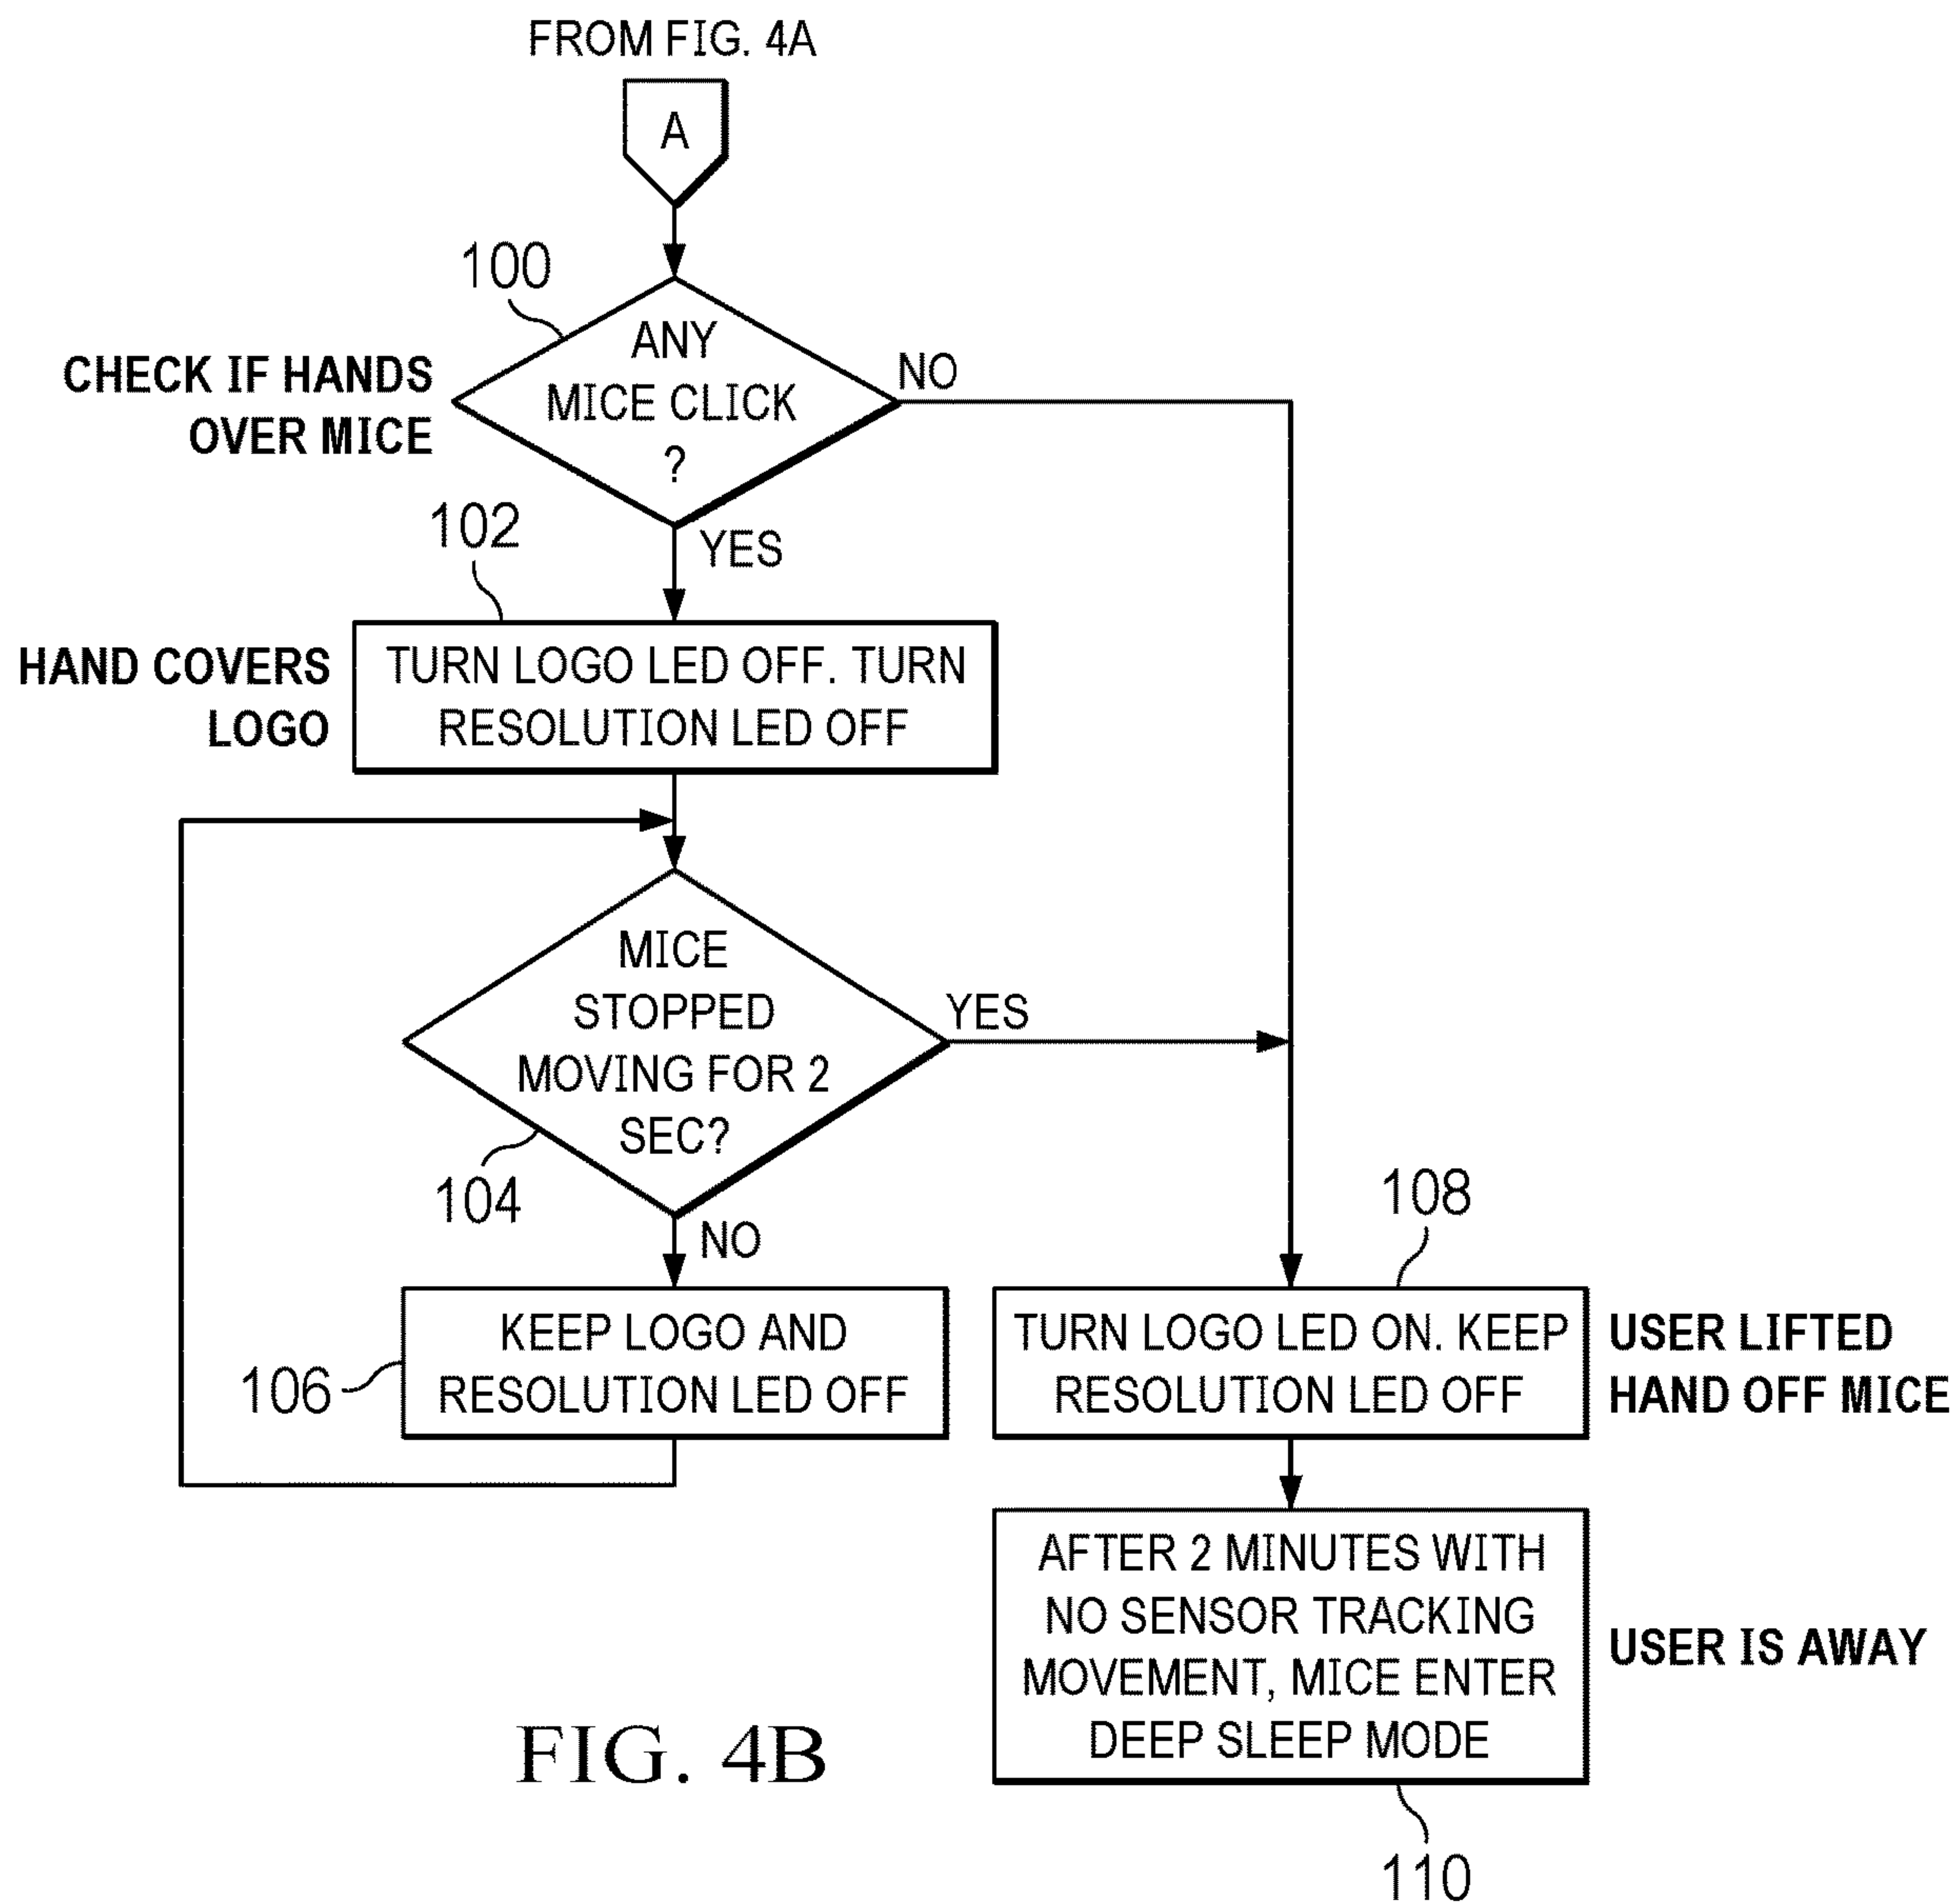 FROM FIG. 4A
A
100
CHECK IF HANDS
OVER MICE
ANY
MICE CLICK
?
NO
YES
102
HAND COVERS
LOGO
TURN LOGO LED OFF. TURN
RESOLUTION LED OFF
MICE
STOPPED
MOVING FOR 2
SEC?
YES
104
NO
106
KEEP LOGO AND
RESOLUTION LED OFF
108
TURN LOGO LED ON. KEEP
RESOLUTION LED OFF
USER LIFTED
HAND OFF MICE
AFTER 2 MINUTES WITH
NO SENSOR TRACKING
MOVEMENT, MICE ENTER
DEEP SLEEP MODE
USER IS AWAY
110
FIG. 4B